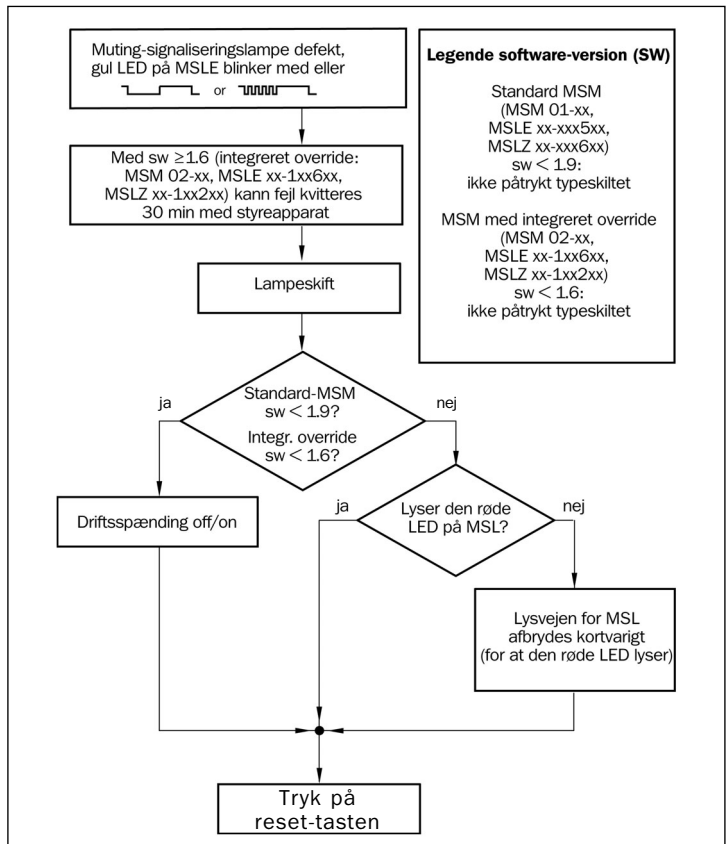 Muting-signaliseringslampe defekt,
gul LED på MSLE blinker med eller
or
Med sw ≥1.6 (integreret override:
MSM 02-xx, MSLE xx-1xx6xx,
MSLZ xx-1xx2xx) kann fejl kvitteres
30 min med styreapparat
Lampeskift
Standard-MSM
sw < 1.9?
Integr. override
sw < 1.6?
ja
nej
Driftsspænding off/on
Lyser den røde
LED på MSL?
ja
nej
Lysvejen for MSL
afbrydes kortvarigt
(for at den røde LED lyser)
Tryk på
reset-tasten
Legende software-version (SW)
Standard MSM
(MSM 01-xx,
MSLE xx-xxx5xx,
MSLZ xx-xxx6xx)
sw < 1.9:
ikke påtrykt typeskiltet
MSM med integreret override
(MSM 02-xx,
MSLE xx-1xx6xx,
MSLZ xx-1xx2xx)
sw < 1.6:
ikke påtrykt typeskiltet